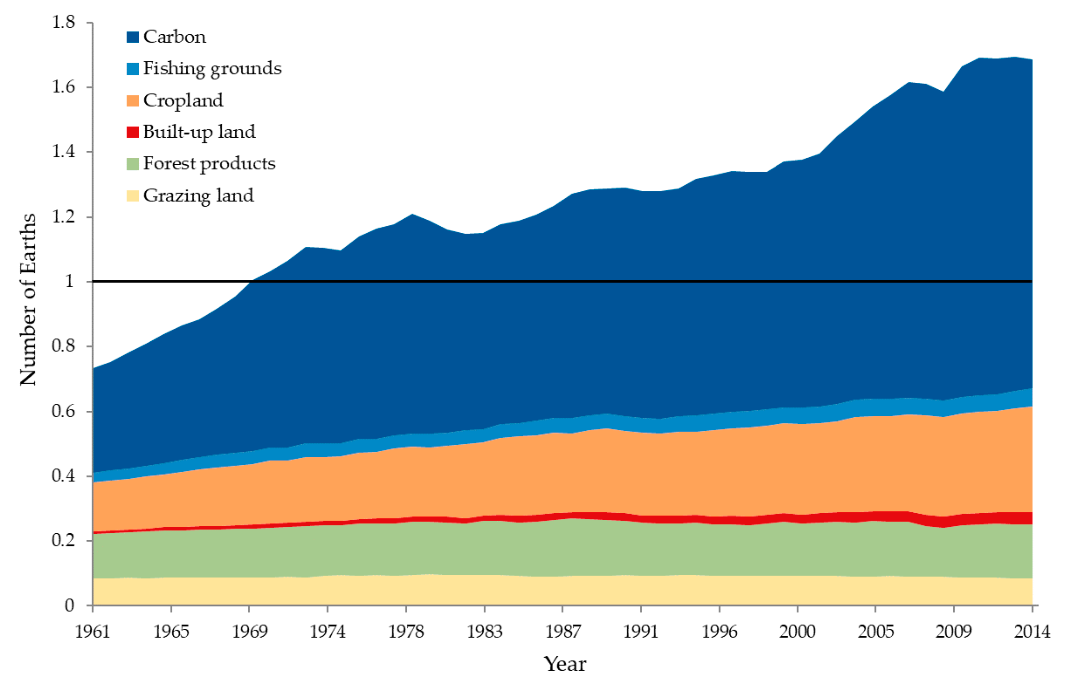 1.8
Carbon
Fishing grounds
Cropland
Built-up land
Forest products
Grazing land
1.6
1.4
1.2
1
0.8
0.6
0.4
0.2
0
Number of Earths
1961 1965 1969 1974 1978 1983 1987 1991 1996 2000 2005 2009 2014
Year